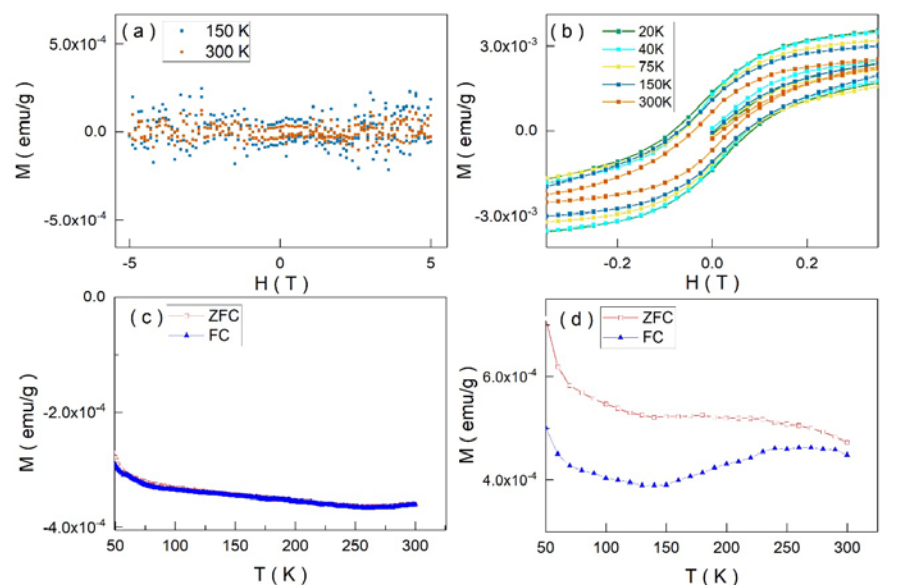 ( a )
150 K
300 K
5.0x10⁻⁴
0.0
-5.0x10⁻⁴
M ( emu/g )
-5
0
5
H ( T )
( b )
20K
40K
75K
150K
300K
3.0x10⁻³
0.0
-3.0x10⁻³
M ( emu/g )
-0.2
0.0
0.2
H ( T )
( c )
ZFC
FC
0.0
-2.0x10⁻⁴
-4.0x10⁻⁴
M ( emu/g )
50
100
150
200
250
300
T ( K )
( d )
ZFC
FC
6.0x10⁻⁴
4.0x10⁻⁴
M ( emu/g )
50
100
150
200
250
300
T ( K )